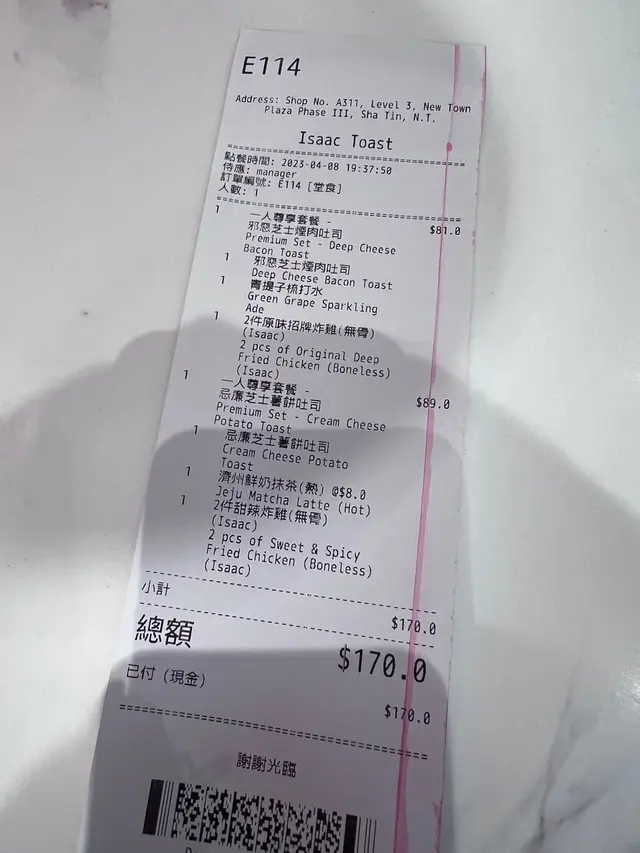 E114
Address: Shop No. A311, Level 3, New Town
Plaza Phase III, Sha Tin, N.T.
Isaac Toast
點餐時間: 2023-04-08 19:37:50
侍應: manager
訂單編號: E114 [堂食]
人數: 1
1 一人尊享套餐 - $81.0
邪惡芝士煙肉吐司
Premium Set - Deep Cheese
Bacon Toast
1 邪惡芝士煙肉吐司
Deep Cheese Bacon Toast
1 青提子梳打水
Green Grape Sparkling
Ade
1 2件原味招牌炸雞(無骨)
(Isaac)
2 pcs of Original Deep
Fried Chicken (Boneless)
(Isaac)
1 一人尊享套餐 - $89.0
忌廉芝士薯餅吐司
Premium Set - Cream Cheese
Potato Toast
1 忌廉芝士薯餅吐司
Cream Cheese Potato
Toast
1 濟州鮮奶抹茶(熱) @$8.0
Jeju Matcha Latte (Hot)
1 2件甜辣炸雞(無骨)
(Isaac)
2 pcs of Sweet & Spicy
Fried Chicken (Boneless)
(Isaac)
小計 $170.0
總額 $170.0
已付 (現金) $170.0
謝謝光臨